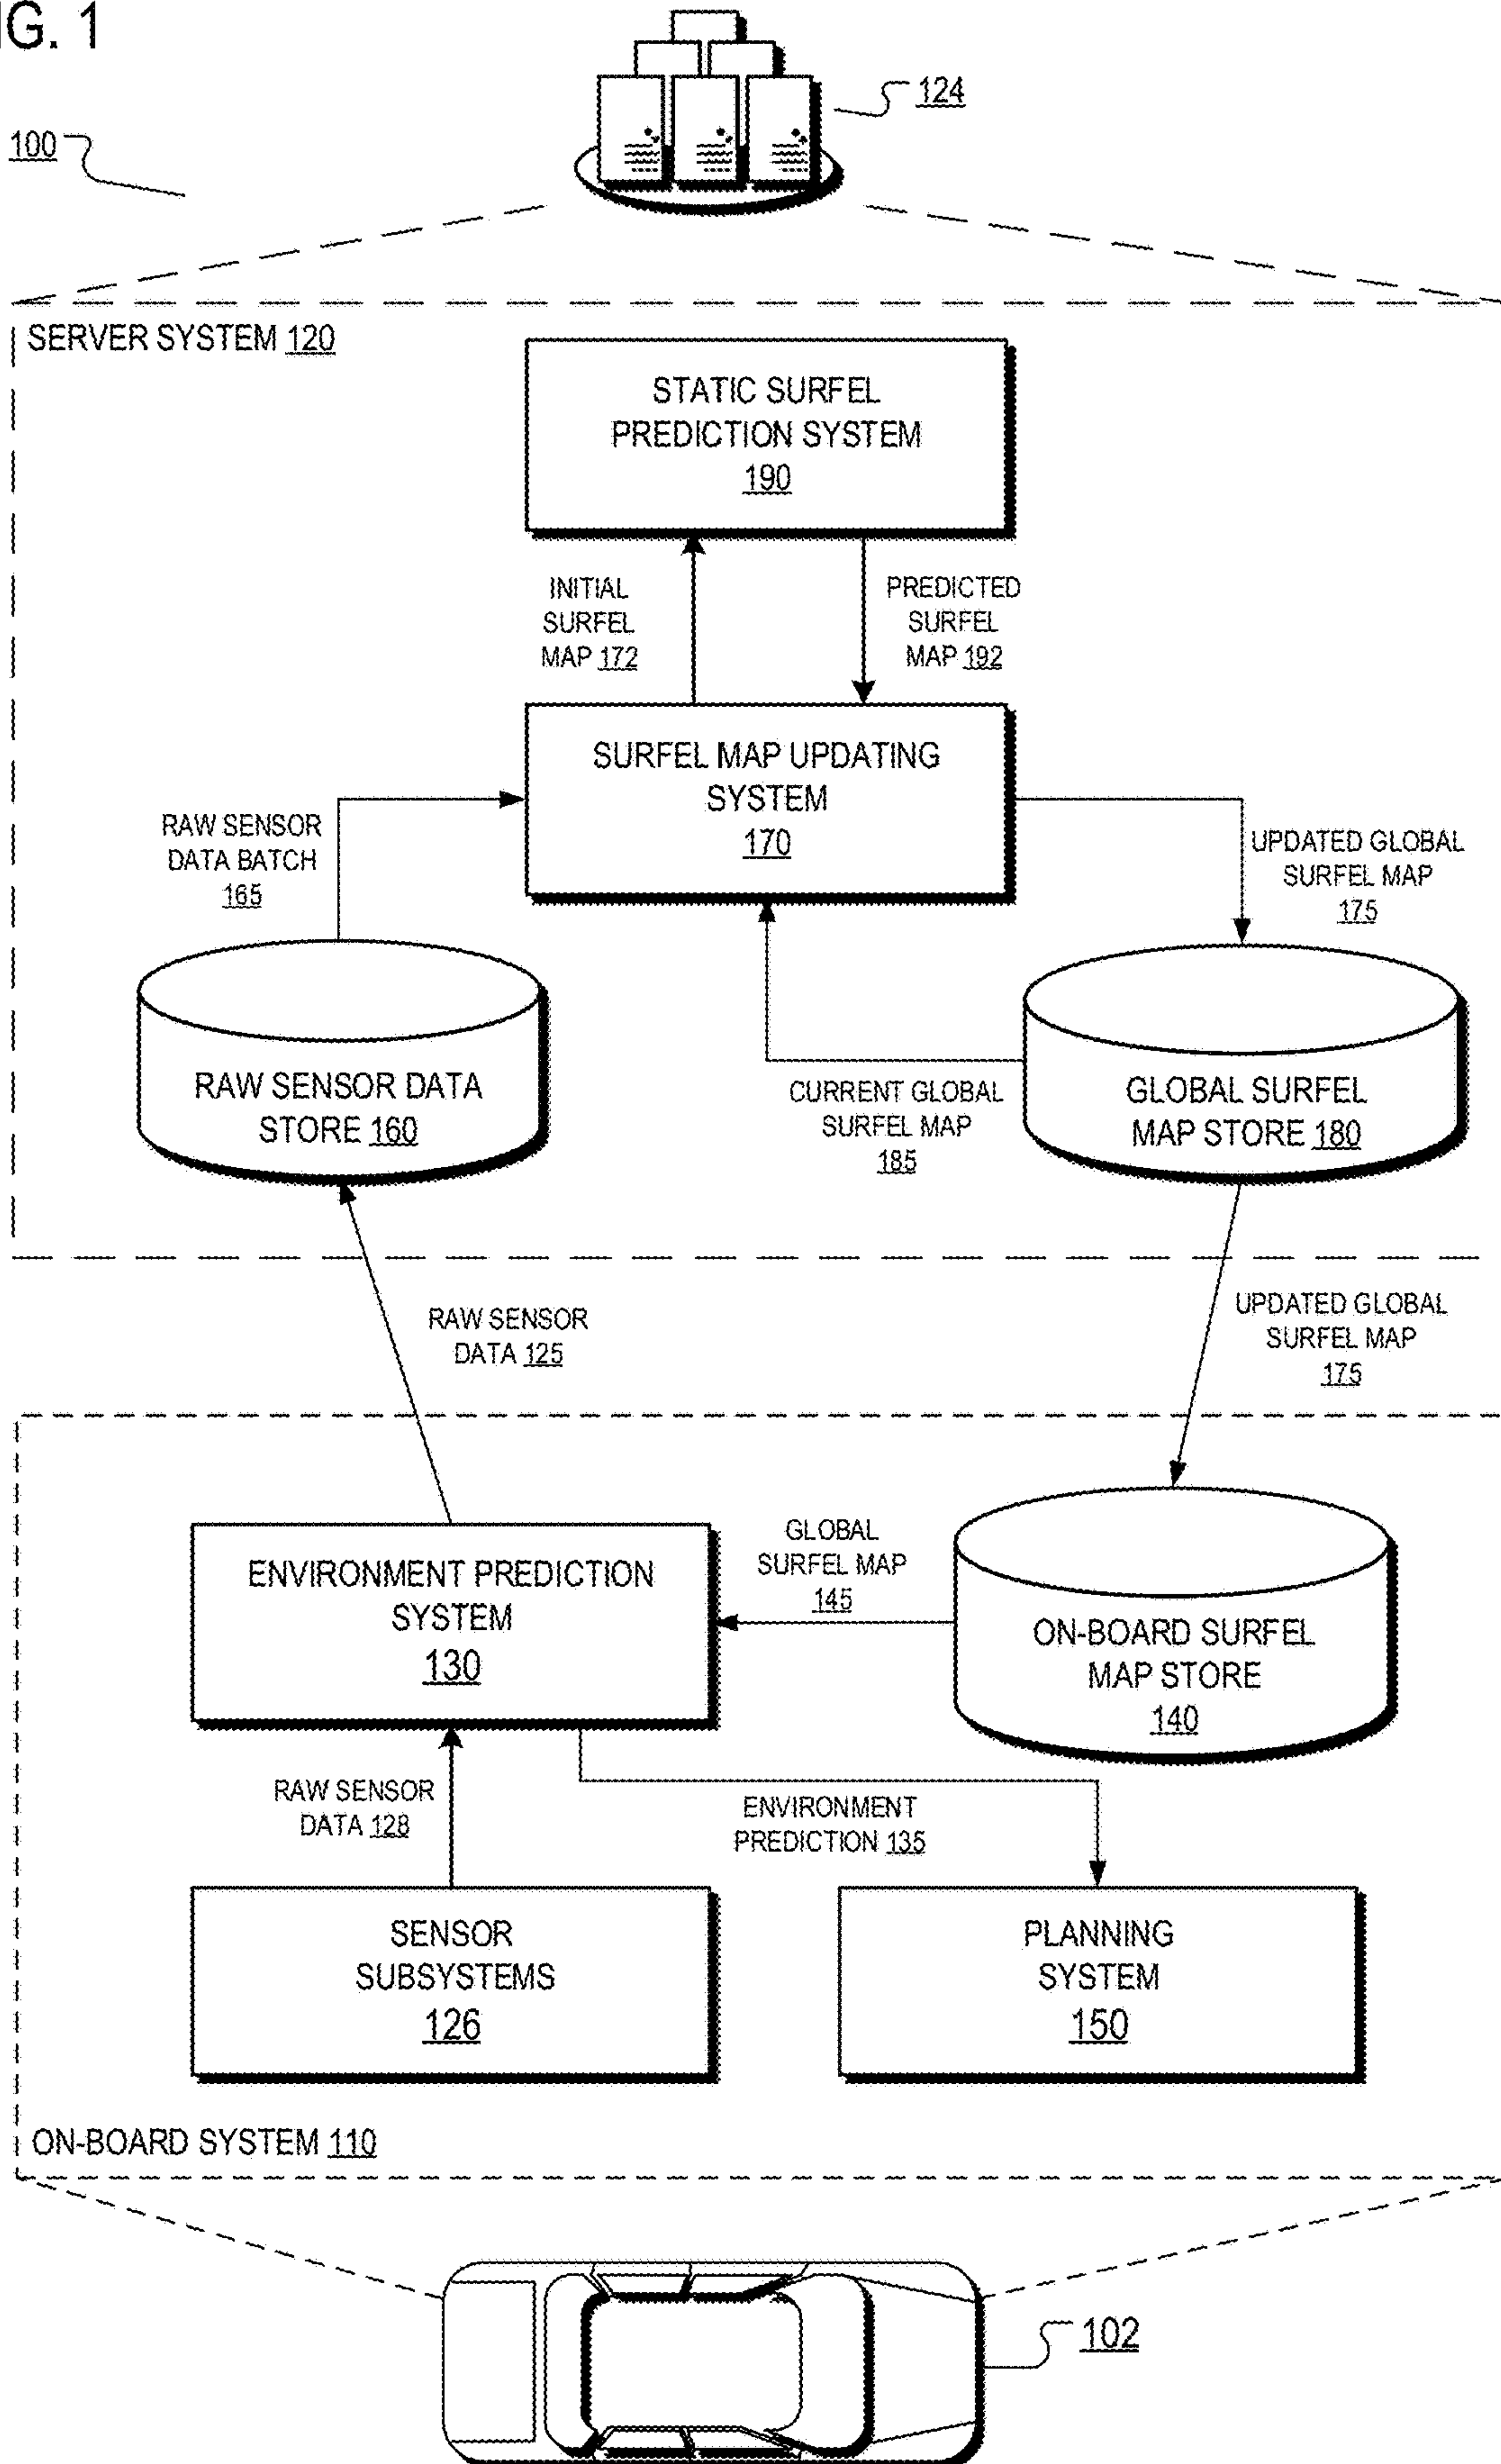 IG. 1
124
100
SERVER SYSTEM 120
STATIC SURFEL
PREDICTION SYSTEM
190
INITIAL
SURFEL
MAP 172
PREDICTED
SURFEL
MAP 192
SURFEL MAP UPDATING
SYSTEM
170
RAW SENSOR
DATA BATCH
165
UPDATED GLOBAL
SURFEL MAP
175
RAW SENSOR DATA
STORE 160
CURRENT GLOBAL
SURFEL MAP
185
GLOBAL SURFEL
MAP STORE 180
RAW SENSOR
DATA 125
UPDATED GLOBAL
SURFEL MAP
175
ENVIRONMENT PREDICTION
SYSTEM
130
GLOBAL
SURFEL MAP
145
ON-BOARD SURFEL
MAP STORE
140
RAW SENSOR
DATA 128
ENVIRONMENT
PREDICTION 135
SENSOR
SUBSYSTEMS
126
PLANNING
SYSTEM
150
ON-BOARD SYSTEM 110
102